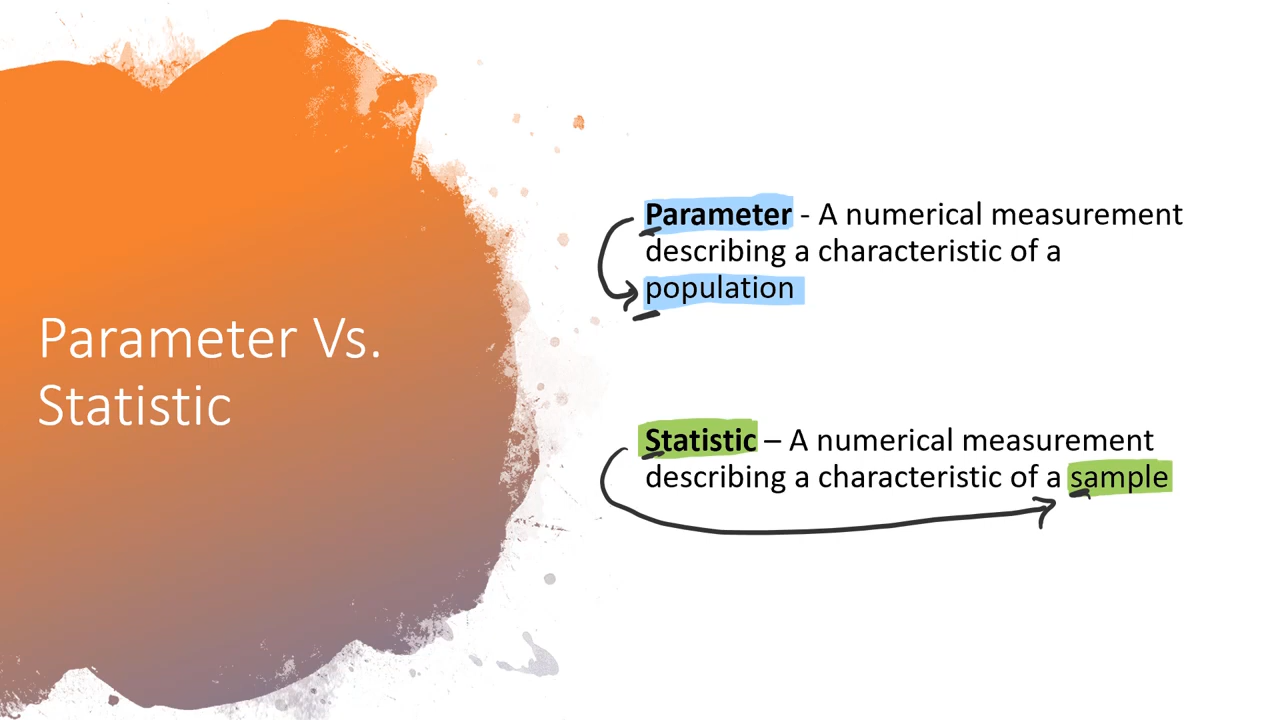 Parameter Vs.
Statistic
Parameter - A numerical measurement
describing a characteristic of a
population
Statistic – A numerical measurement
describing a characteristic of a sample